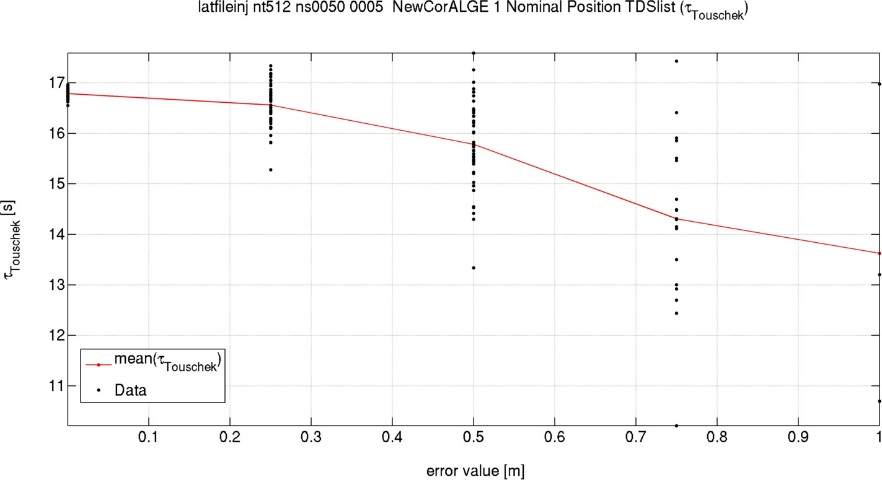 latfileinj nt512 ns0050 0005 NewCorALGE 1 Nominal Position TDSlist (τTouschek)
17
16
15
14
13
12
11
τTouschek [s]
mean(τTouschek)
Data
0.1 0.2 0.3 0.4 0.5 0.6 0.7 0.8 0.9 1
error value [m]